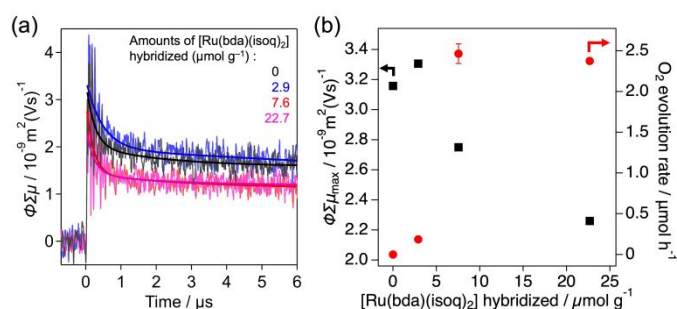 (a)
Amounts of [Ru(bda)(isoq)2]
hybridized (μmol g⁻¹) :
0
2.9
7.6
22.7
ΦΣμ / 10⁻⁹ m² (Vs)⁻¹
4
3
2
1
0
0 1 2 3 4 5 6
Time / μs
(b)
ΦΣμmax / 10⁻⁹ m² (Vs)⁻¹
3.4
3.2
3.0
2.8
2.6
2.4
2.2
2.0
2.5
2.0
1.5
1.0
0.5
0
O2 evolution rate / μmol h⁻¹
0 5 10 15 20 25
[Ru(bda)(isoq)2] hybridized / μmol g⁻¹